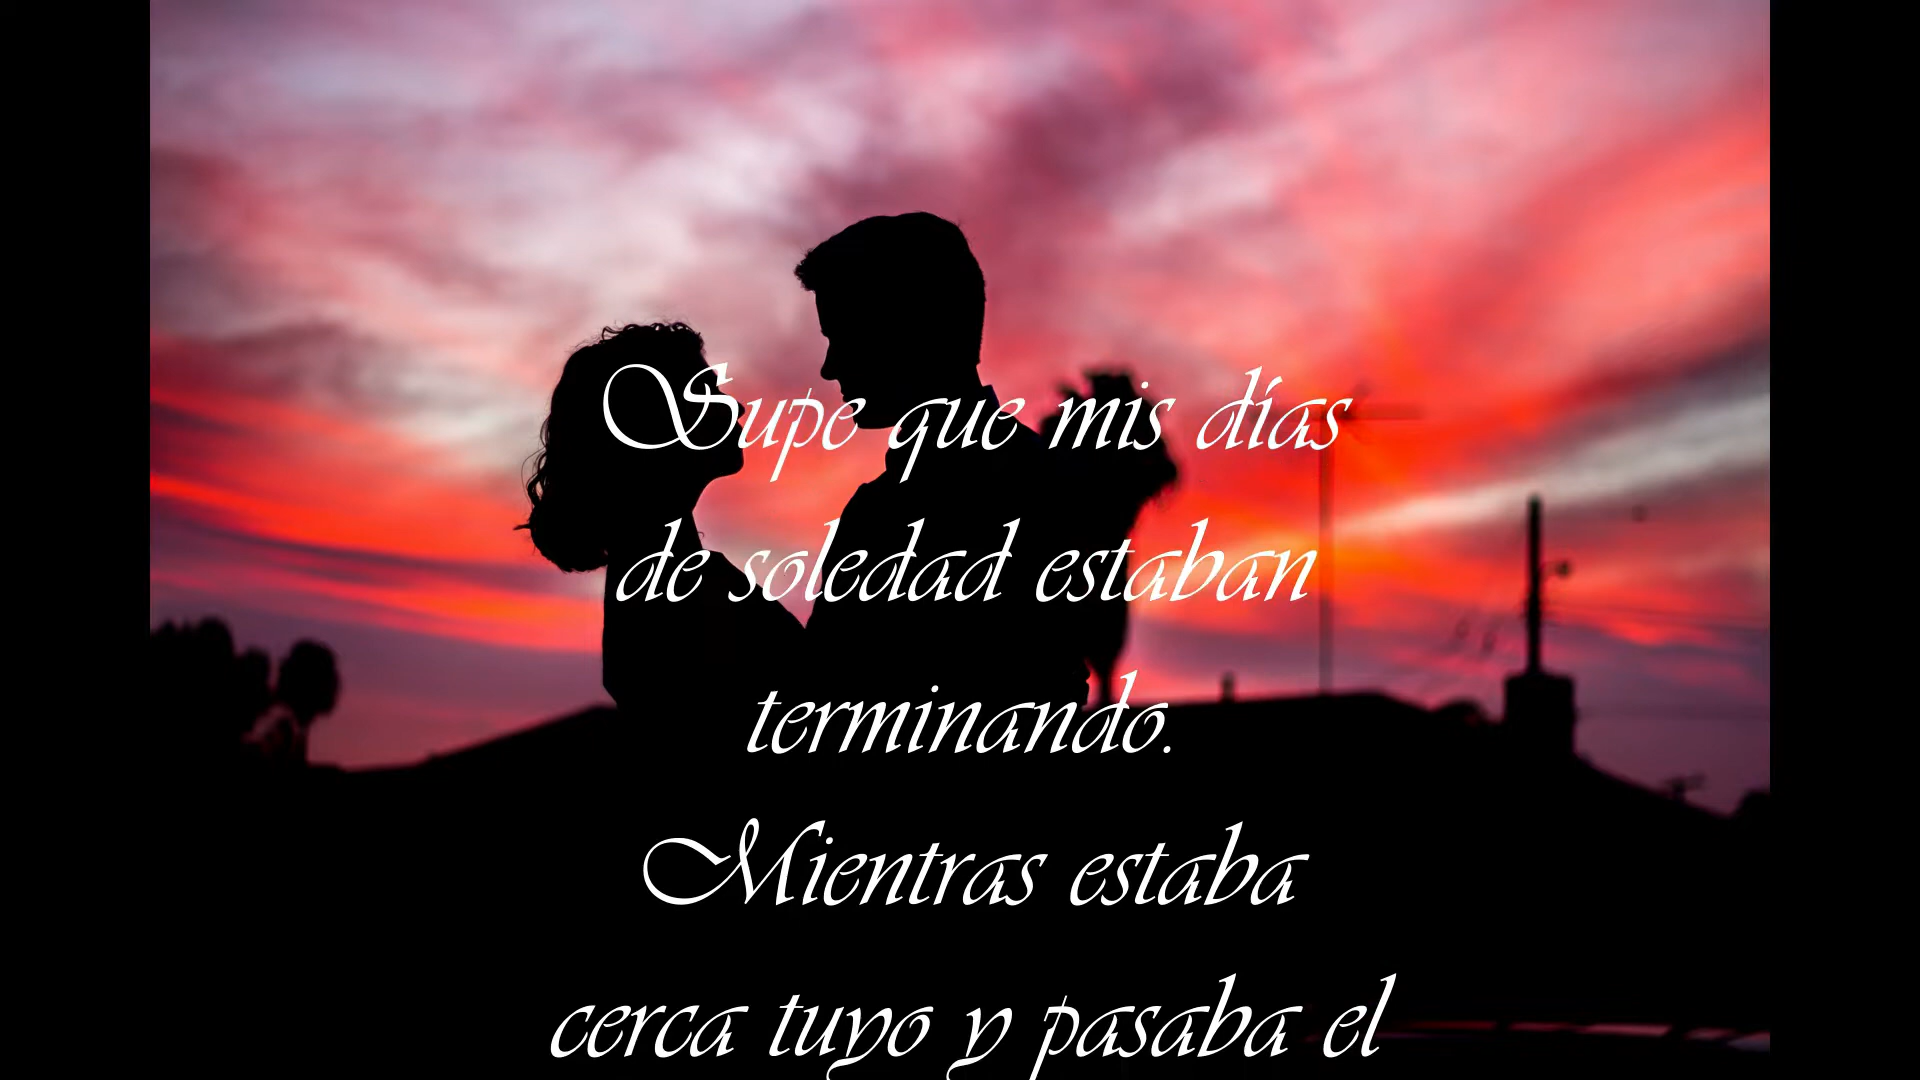 Supe que mis días
de soledad estaban
terminando.
Mientras estaba
cerca tuyo y pasaba el